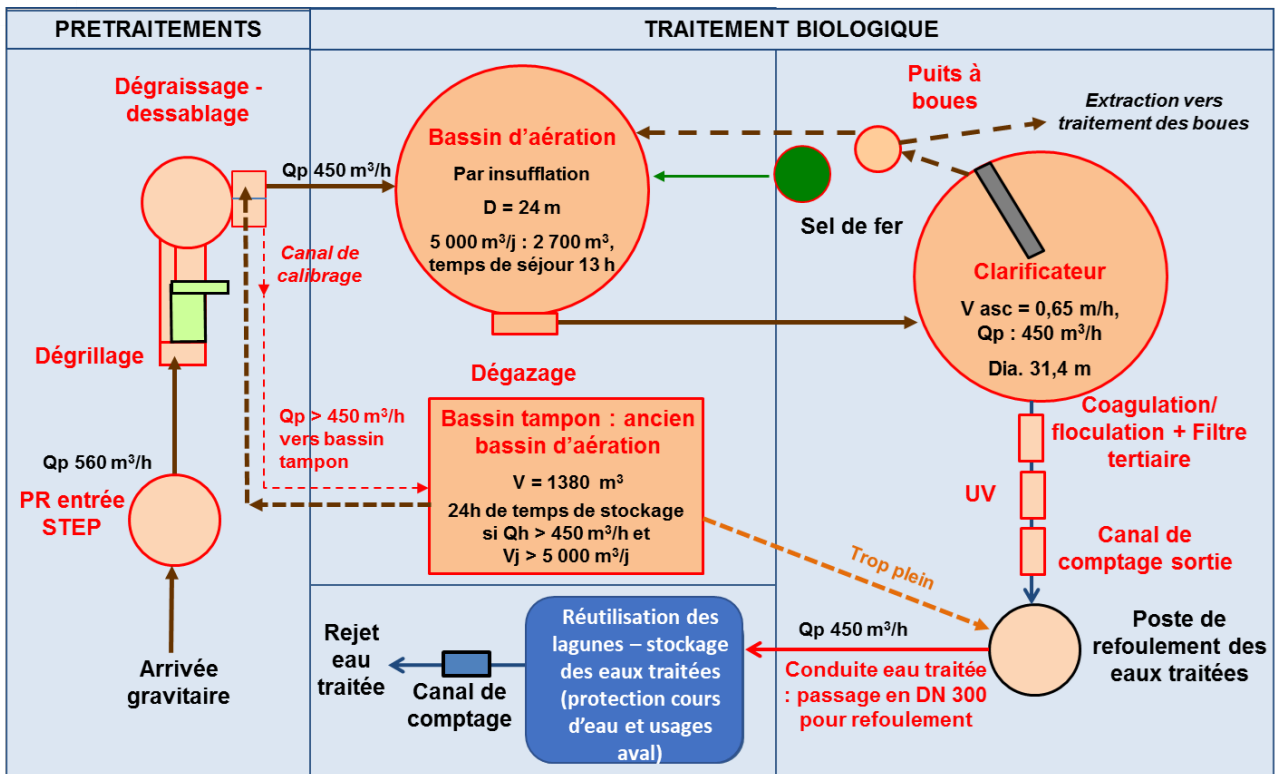 PRETRAITEMENTS
TRAITEMENT BIOLOGIQUE
Dégraissage -
dessablage
Qp 450 m³/h
Canal de
calibrage
Dégrillage
Qp > 450 m³/h
vers bassin
tampon
Qp 560 m³/h
PR entrée
STEP
Arrivée
gravitaire
Bassin d’aération
Par insufflation
D = 24 m
5 000 m³/j : 2 700 m³,
temps de séjour 13 h
Dégazage
Bassin tampon : ancien
bassin d’aération
V = 1380 m³
24h de temps de stockage
si Qh > 450 m³/h et
Vj > 5 000 m³/j
Puits à
boues
Extraction vers
traitement des boues
Sel de fer
Clarificateur
V asc = 0,65 m/h,
Qp : 450 m³/h
Dia. 31,4 m
Coagulation/
floculation + Filtre
tertiaire
UV
Canal de
comptage sortie
Trop plein
Poste de
refoulement des
eaux traitées
Qp 450 m³/h
Conduite eau traitée
: passage en DN 300
pour refoulement
Réutilisation des
lagunes – stockage
des eaux traitées
(protection cours
d’eau et usages
aval)
Canal de
comptage
Rejet
eau
traitée